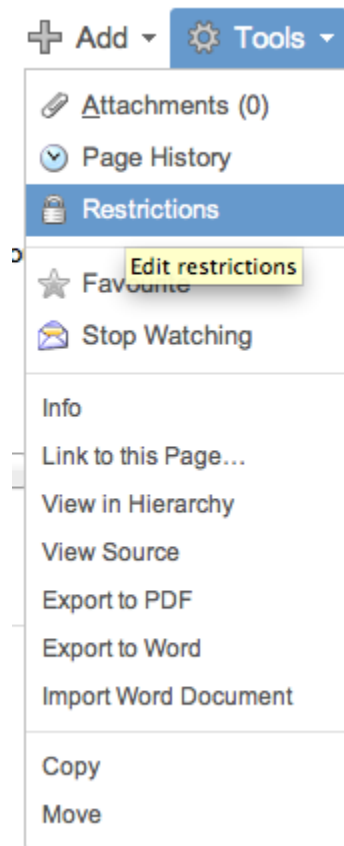 Add Tools
Attachments (0)
Page History
Restrictions
Edit restrictions
Favourite
Stop Watching
Info
Link to this Page...
View in Hierarchy
View Source
Export to PDF
Export to Word
Import Word Document
Copy
Move